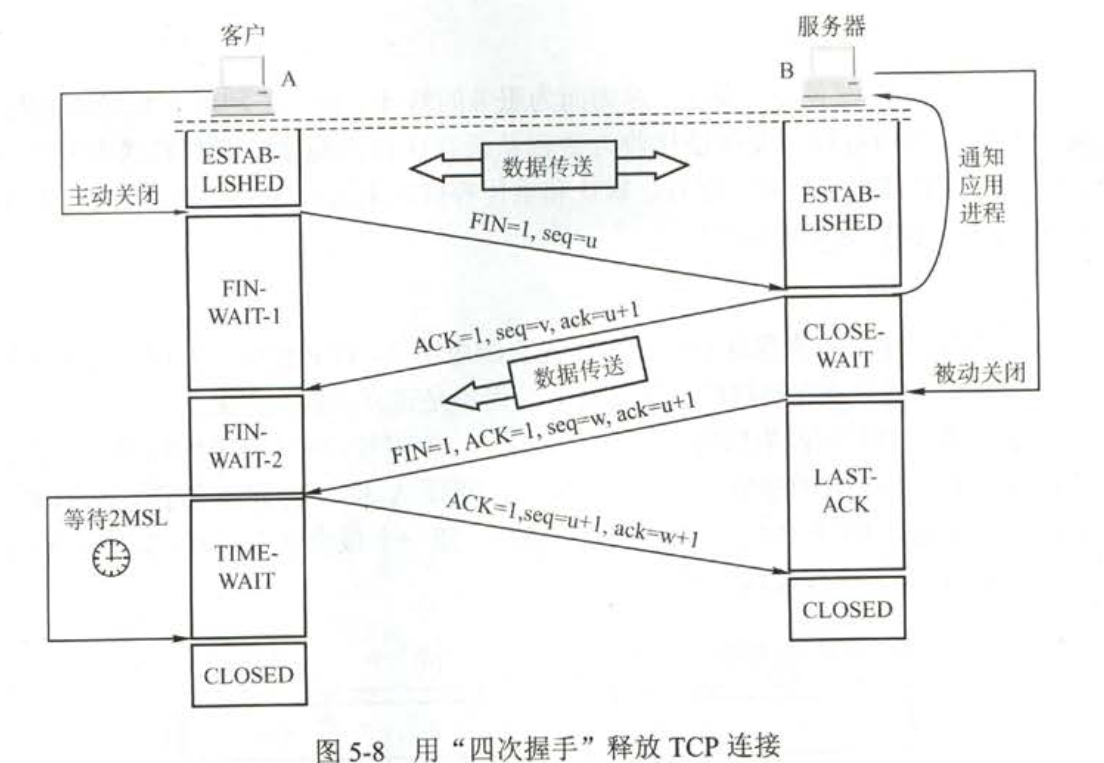 客户
服务器
A
B
ESTAB-
LISHED
数据传送
通知
应用
进程
ESTAB-
LISHED
主动关闭
FIN=1, seq=u
FIN-
WAIT-1
ACK=1, seq=v, ack=u+1
CLOSE-
WAIT
数据传送
被动关闭
FIN-
WAIT-2
FIN=1, ACK=1, seq=w, ack=u+1
LAST-
ACK
等待2MSL
ACK=1,seq=u+1, ack=w+1
TIME-
WAIT
CLOSED
CLOSED
图 5-8 用“四次握手”释放 TCP 连接